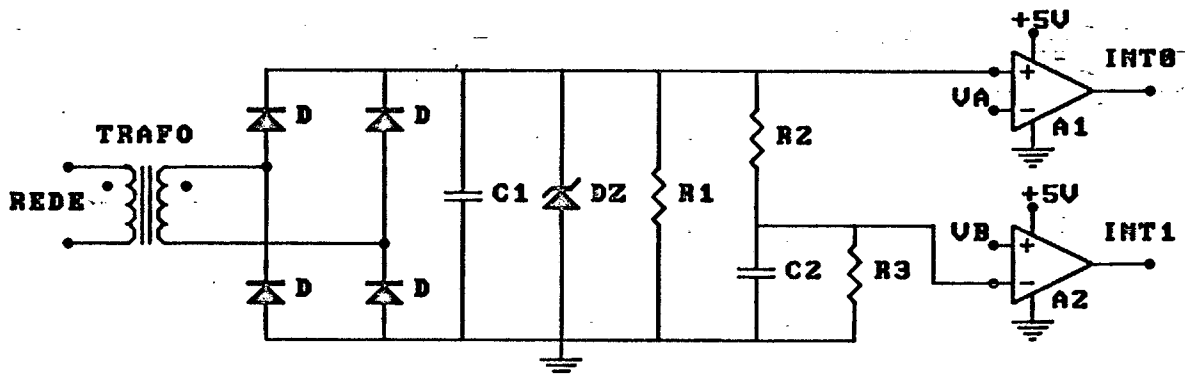 +5V
INT0
VA
+
-
A1
D
D
R2
TRAFO
REDE
C1
DZ
R1
+5V
VB
INT1
+
-
A2
C2
R3
D
D